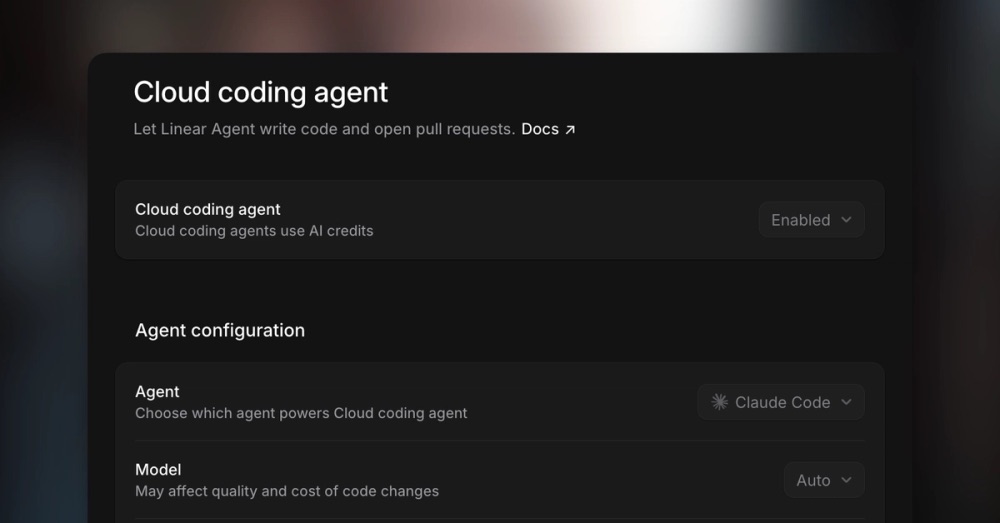 Cloud coding agent
Let Linear Agent write code and open pull requests. Docs ↗
Cloud coding agent
Cloud coding agents use AI credits
Enabled
Agent configuration
Agent
Choose which agent powers Cloud coding agent
Claude Code
Model
May affect quality and cost of code changes
Auto